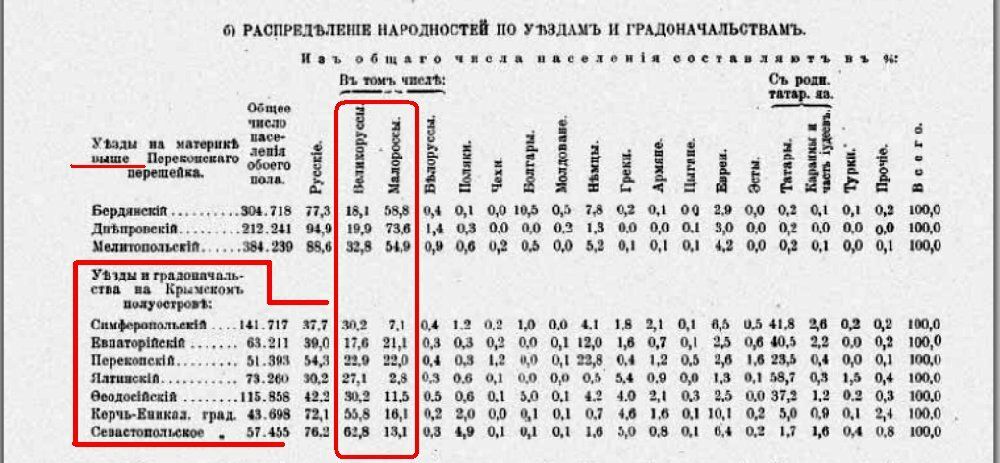 б) РАСПРЕДѢЛЕНІЕ НАРОДНОСТЕЙ ПО УѢЗДАМЪ И ГРАДОНАЧАЛЬСТВАМЪ.
Изъ общаго числа населенія составляютъ въ %:
Уѣзды на материкѣ
выше Перекопскаго
перешейка.
Общее
число
насе-
ленія
обоего
пола.
Русскіе.
Въ томъ числѣ:
Великоруссы.
Малороссы.
Бѣлоруссы.
Поляки.
Чехи.
Болгары.
Молдоване.
Нѣмцы.
Греки.
Армяне.
Цыгане.
Евреи.
Эсты.
Съ родн.
татар. яз.
Татары.
Караимы и
часть іудеевъ.
Турки.
Прочіе.
Всего.
Бердянскій.......... 304.718 77,3 18,1 58,8 0,4 0,1 0,0 10,5 0,5 7,8 0,2 0,1 0,0 2,9 0,0 0,2 0,1 0,1 0,2 100,0
Днѣпровскій......... 212.241 94,9 19,9 73,6 1,4 0,3 0,0 0,0 0,2 1,3 0,0 0,0 0,1 3,0 0,0 0,2 0,0 0,0 0,0 100,0
Мелитопольскій...... 384.239 88,6 32,8 54,9 0,9 0,6 0,2 0,5 0,0 5,2 0,1 0,1 0,1 4,2 0,0 0,2 0,1 0,0 0,1 100,0
Уѣзды и градоначаль-
ства на Крымскомъ
полуостровѣ:
Симферопольскій .... 141.717 37,7 30,2 7,1 0,4 1,2 0,2 1,0 0,0 4,1 1,8 2,1 0,1 6,5 0,5 41,8 2,6 0,2 0,2 100,0
Евпаторійскій ....... 63.211 39,0 17,6 21,1 0,3 0,3 0,2 0,0 0,1 12,0 1,6 0,7 0,1 2,5 0,6 40,5 2,2 0,0 0,2 100,0
Перекопскій......... 51.393 54,3 22,9 22,0 0,4 0,3 1,2 0,0 0,1 22,8 0,4 1,2 0,5 2,6 1,6 23,5 0,4 0,0 0,1 100,0
Ялтинскій........... 73.260 30,2 27,1 2,8 0,3 0,6 0,1 0,0 0,0 0,5 5,4 0,9 0,0 1,3 0,1 58,7 0,3 1,5 0,4 100,0
Ѳеодосійскій........ 115.858 42,2 30,2 11,5 0,5 0,6 0,1 5,0 0,1 4,2 4,0 2,1 0,3 2,5 0,0 37,2 1,2 0,2 0,3 100,0
Керчь-Еникал. град. 43.698 72,1 55,8 16,1 0,2 2,0 0,0 0,1 0,1 0,7 4,6 1,6 0,1 10,1 0,2 5,0 0,9 0,1 2,4 100,0
Севастопольское „ 57.455 76,2 62,8 13,1 0,3 4,9 0,1 0,1 0,1 1,6 5,0 0,8 0,1 6,4 0,2 1,7 1,6 0,4 0,8 100,0